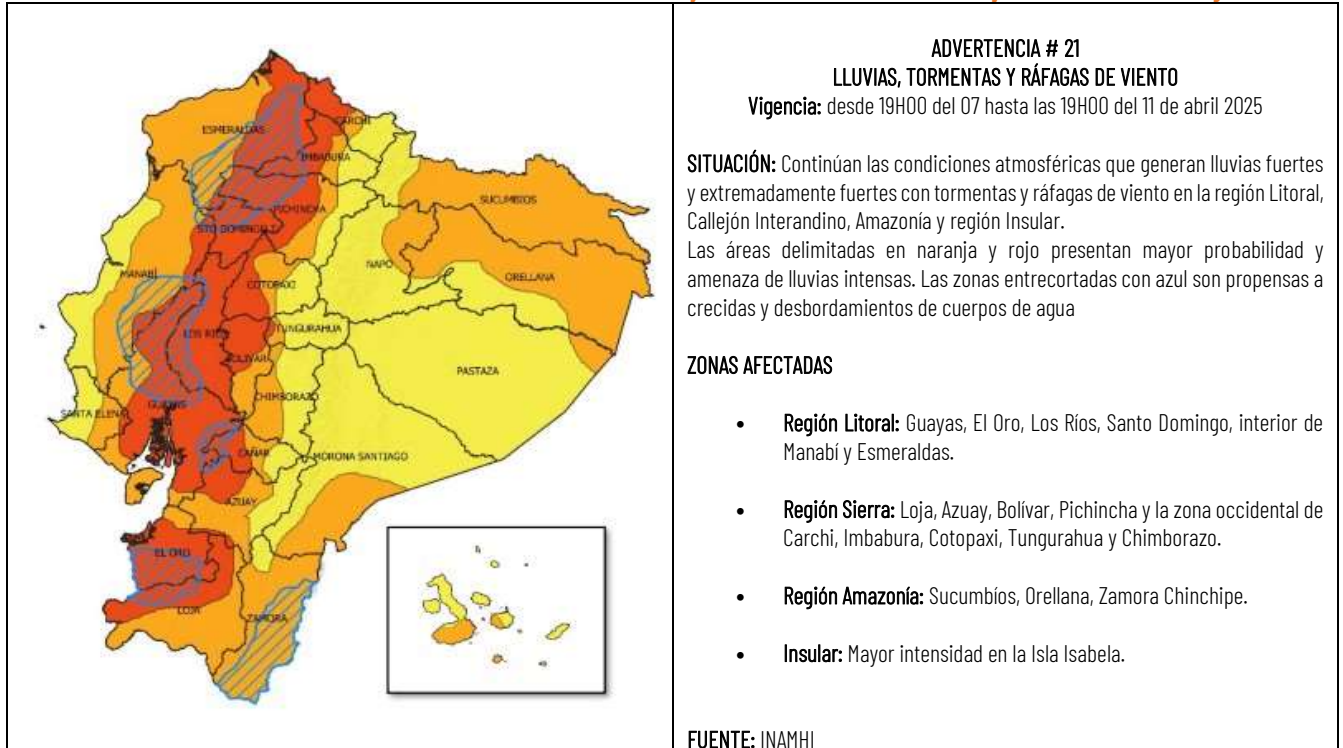 ESMERALDAS
CARCHI
IMBABURA
SUCUMBIOS
PICHINCHA
STO DOMINGO T
NAPO
MANABÍ
ORELLANA
COTOPAXI
LOS RIOS
TUNGURAHUA
BOLIVAR
PASTAZA
CHIMBORAZO
SANTA ELENA
GUAYAS
CAÑAR
MORONA SANTIAGO
AZUAY
EL ORO
LOJA
ZAMORA
ADVERTENCIA # 21
LLUVIAS, TORMENTAS Y RÁFAGAS DE VIENTO
Vigencia: desde 19H00 del 07 hasta las 19H00 del 11 de abril 2025
SITUACIÓN: Continúan las condiciones atmosféricas que generan lluvias fuertes
y extremadamente fuertes con tormentas y ráfagas de viento en la región Litoral,
Callejón Interandino, Amazonía y región Insular.
Las áreas delimitadas en naranja y rojo presentan mayor probabilidad y
amenaza de lluvias intensas. Las zonas entrecortadas con azul son propensas a
crecidas y desbordamientos de cuerpos de agua
ZONAS AFECTADAS
• Región Litoral: Guayas, El Oro, Los Ríos, Santo Domingo, interior de
Manabí y Esmeraldas.
• Región Sierra: Loja, Azuay, Bolívar, Pichincha y la zona occidental de
Carchi, Imbabura, Cotopaxi, Tungurahua y Chimborazo.
• Región Amazonía: Sucumbíos, Orellana, Zamora Chinchipe.
• Insular: Mayor intensidad en la Isla Isabela.
FUENTE: INAMHI